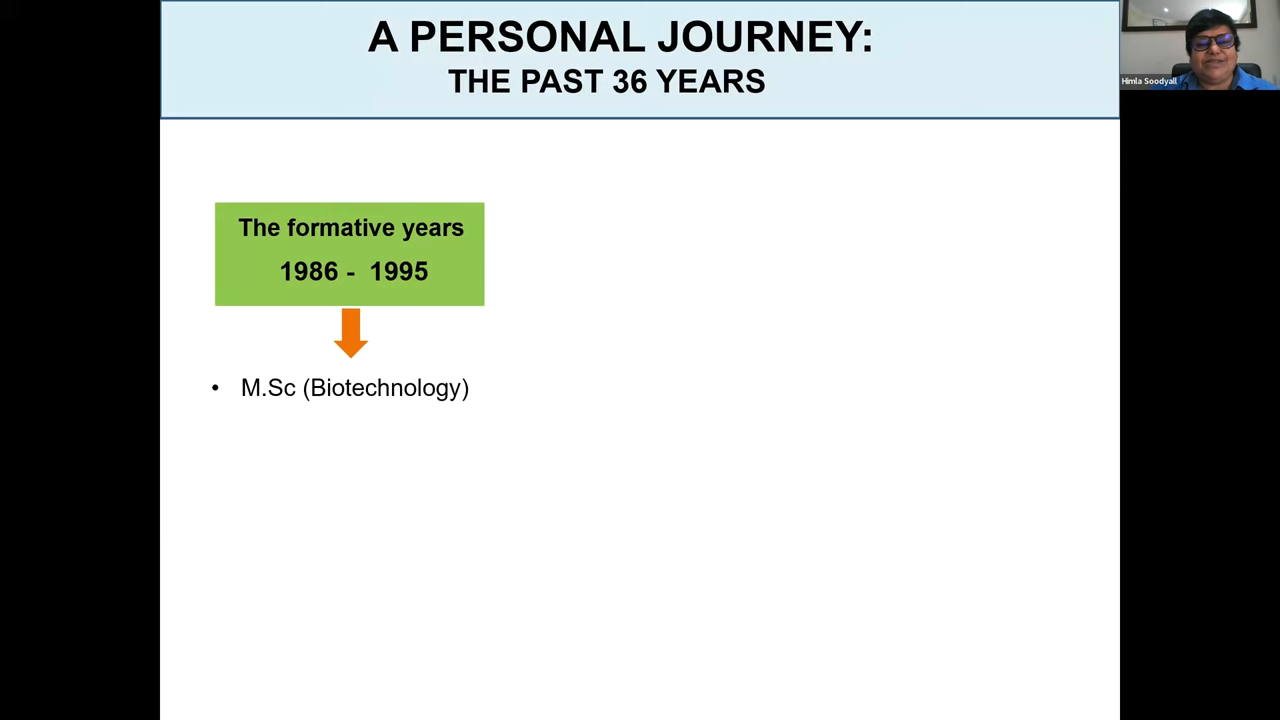 A PERSONAL JOURNEY:
THE PAST 36 YEARS
Himla Soodyall
The formative years
1986 - 1995
• M.Sc (Biotechnology)